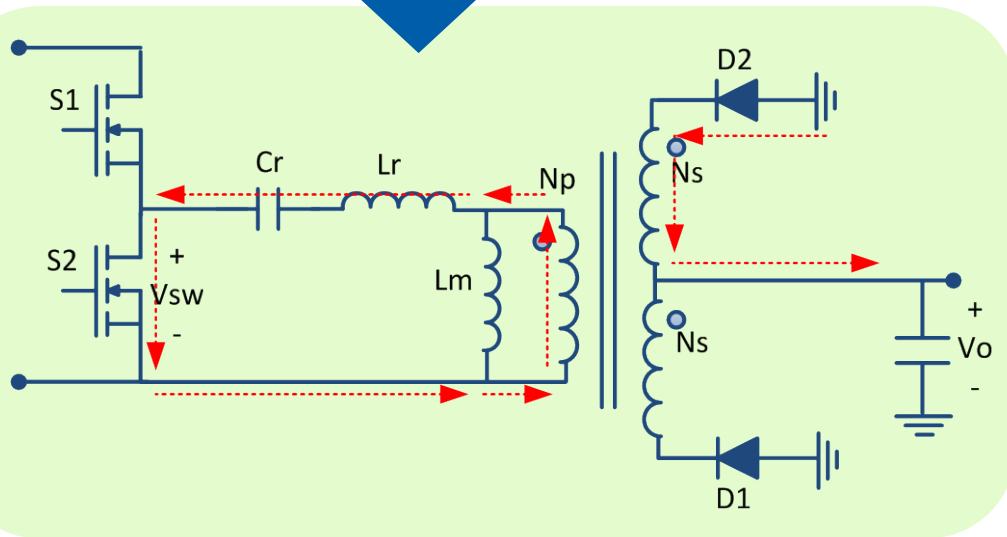 D2
S1
Cr
Lr
Np
Ns
S2
+
Vsw
-
Lm
Ns
+
Vo
-
D1